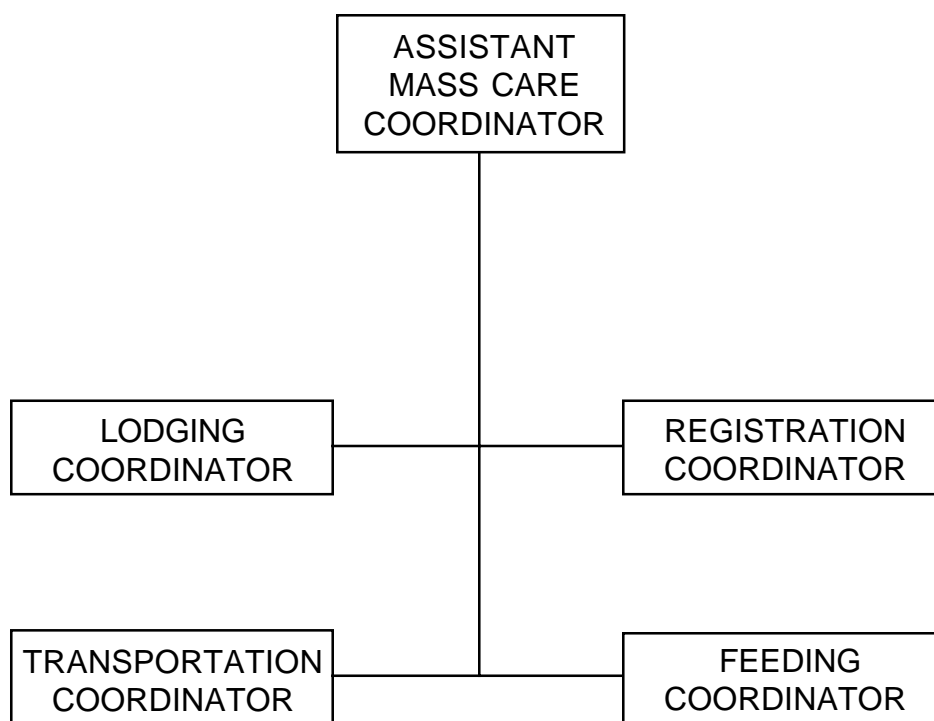 ASSISTANT
MASS CARE
COORDINATOR
LODGING
COORDINATOR
REGISTRATION
COORDINATOR
TRANSPORTATION
COORDINATOR
FEEDING
COORDINATOR